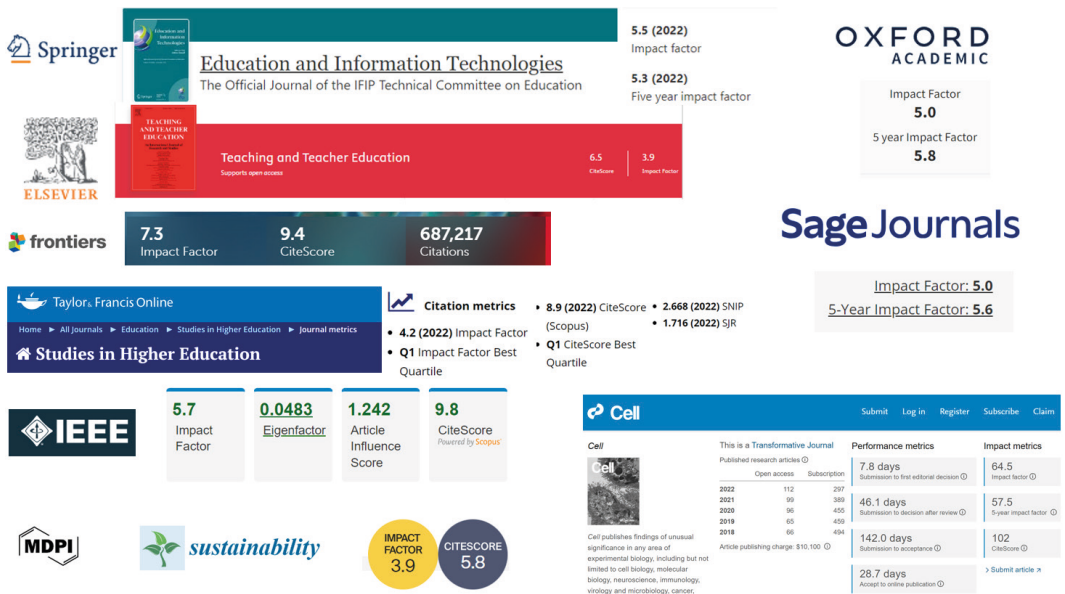 Springer
Education and Information Technologies
Education and Information Technologies
The Official Journal of the IFIP Technical Committee on Education
5.5 (2022)
Impact factor
5.3 (2022)
Five year impact factor
OXFORD
ACADEMIC
Impact Factor
5.0
5 year Impact Factor
5.8
ELSEVIER
TEACHING
AND TEACHER
EDUCATION
Teaching and Teacher Education
Supports open access
6.5
CiteScore
3.9
Impact Factor
frontiers
7.3
Impact Factor
9.4
CiteScore
687,217
Citations
Sage Journals
Impact Factor: 5.0
5-Year Impact Factor: 5.6
Taylor & Francis Online
Home ► All Journals ► Education ► Studies in Higher Education ► Journal metrics
Studies in Higher Education
Citation metrics
• 4.2 (2022) Impact Factor
• Q1 Impact Factor Best
Quartile
• 8.9 (2022) CiteScore
(Scopus)
• Q1 CiteScore Best
Quartile
• 2.668 (2022) SNIP
• 1.716 (2022) SJR
IEEE
5.7
Impact
Factor
0.0483
Eigenfactor
1.242
Article
Influence
Score
9.8
CiteScore
Powered by Scopus
MDPI
sustainability
IMPACT
FACTOR
3.9
CITESCORE
5.8
Cell
Submit Log in Register Subscribe Claim
Cell
Cell
Cell publishes findings of unusual
significance in any area of
experimental biology, including but not
limited to cell biology, molecular
biology, neuroscience, immunology,
virology and microbiology, cancer,
This is a Transformative Journal
Published research articles
Open access Subscription
2022 112 297
2021 99 389
2020 96 455
2019 65 459
2018 66 494
Article publishing charge: $10,100
Performance metrics
7.8 days
Submission to first editorial decision
46.1 days
Submission to decision after review
142.0 days
Submission to acceptance
28.7 days
Accept to online publication
Impact metrics
64.5
Impact factor
57.5
5-year impact factor
102
CiteScore
> Submit article